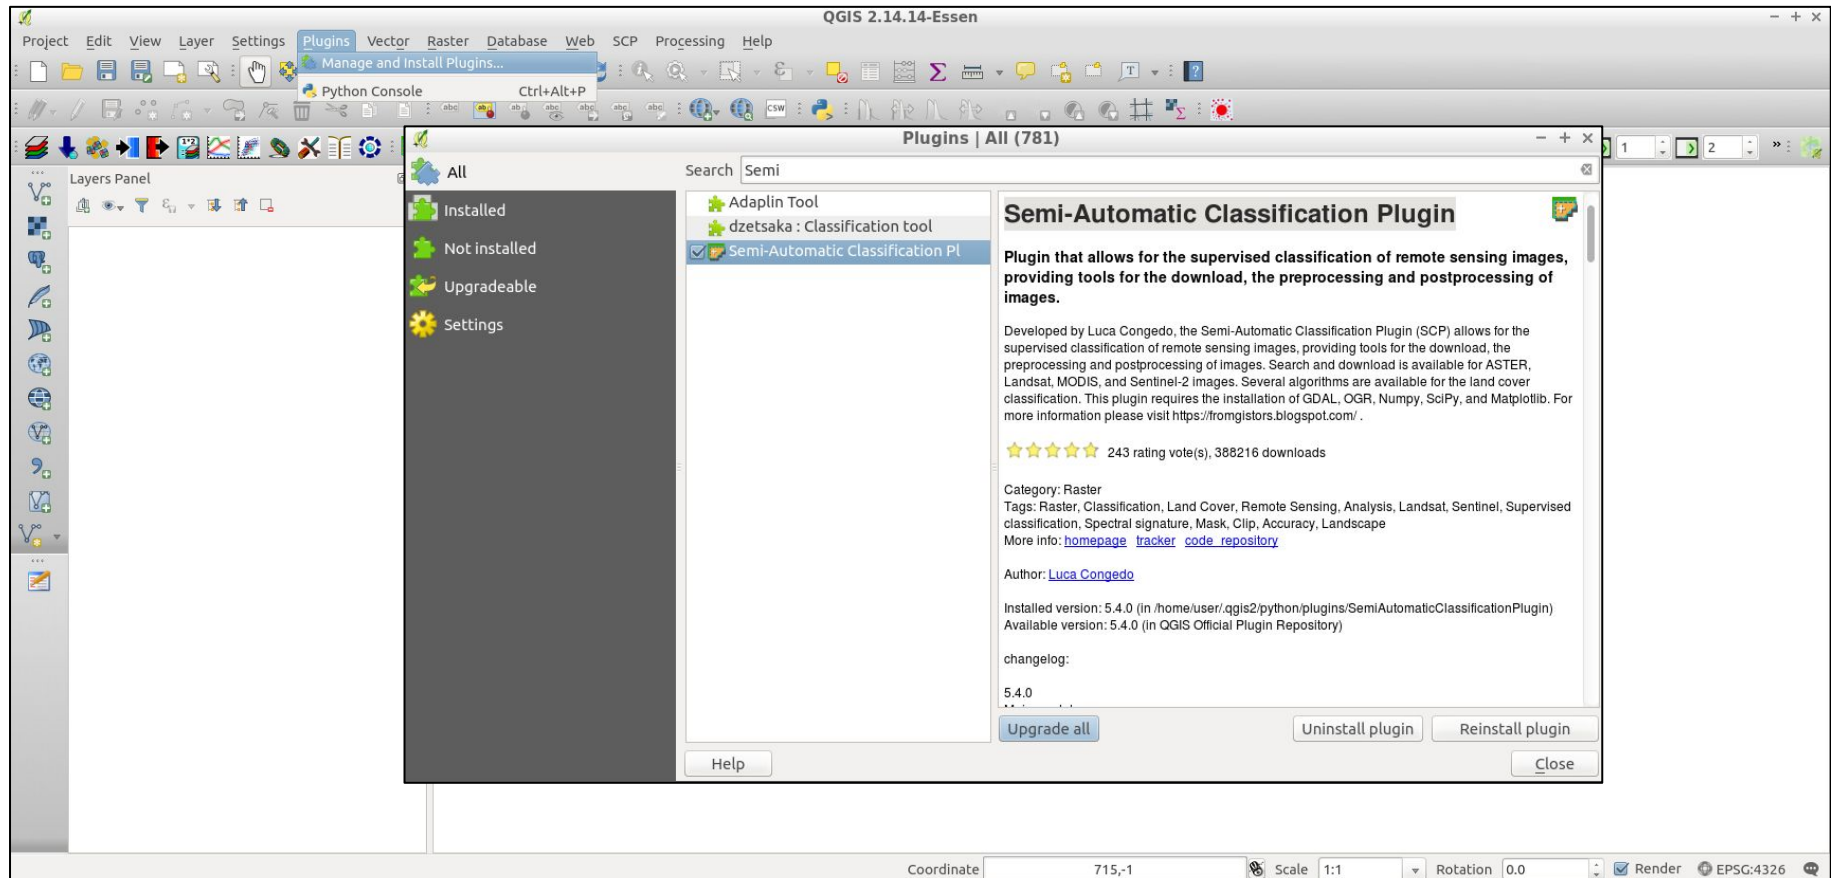 QGIS 2.14.14-Essen
Project Edit View Layer Settings Plugins Vector Raster Database Web SCP Processing Help
Manage and Install Plugins...
Python Console Ctrl+Alt+P
CSW
Plugins | All (781)
1 2 »
Layers Panel
All
Installed
Not installed
Upgradeable
Settings
Search Semi
Adaplin Tool
dzetsaka : Classification tool
Semi-Automatic Classification Pl
Semi-Automatic Classification Plugin
Plugin that allows for the supervised classification of remote sensing images,
providing tools for the download, the preprocessing and postprocessing of
images.
Developed by Luca Congedo, the Semi-Automatic Classification Plugin (SCP) allows for the
supervised classification of remote sensing images, providing tools for the download, the
preprocessing and postprocessing of images. Search and download is available for ASTER,
Landsat, MODIS, and Sentinel-2 images. Several algorithms are available for the land cover
classification. This plugin requires the installation of GDAL, OGR, Numpy, SciPy, and Matplotlib. For
more information please visit https://fromgistors.blogspot.com/ .
243 rating vote(s), 388216 downloads
Category: Raster
Tags: Raster, Classification, Land Cover, Remote Sensing, Analysis, Landsat, Sentinel, Supervised
classification, Spectral signature, Mask, Clip, Accuracy, Landscape
More info: homepage tracker code_repository
Author: Luca Congedo
Installed version: 5.4.0 (in /home/user/.qgis2/python/plugins/SemiAutomaticClassificationPlugin)
Available version: 5.4.0 (in QGIS Official Plugin Repository)
changelog:
5.4.0
Upgrade all Uninstall plugin Reinstall plugin
Help Close
Coordinate 715,-1 Scale 1:1 Rotation 0.0 Render EPSG:4326